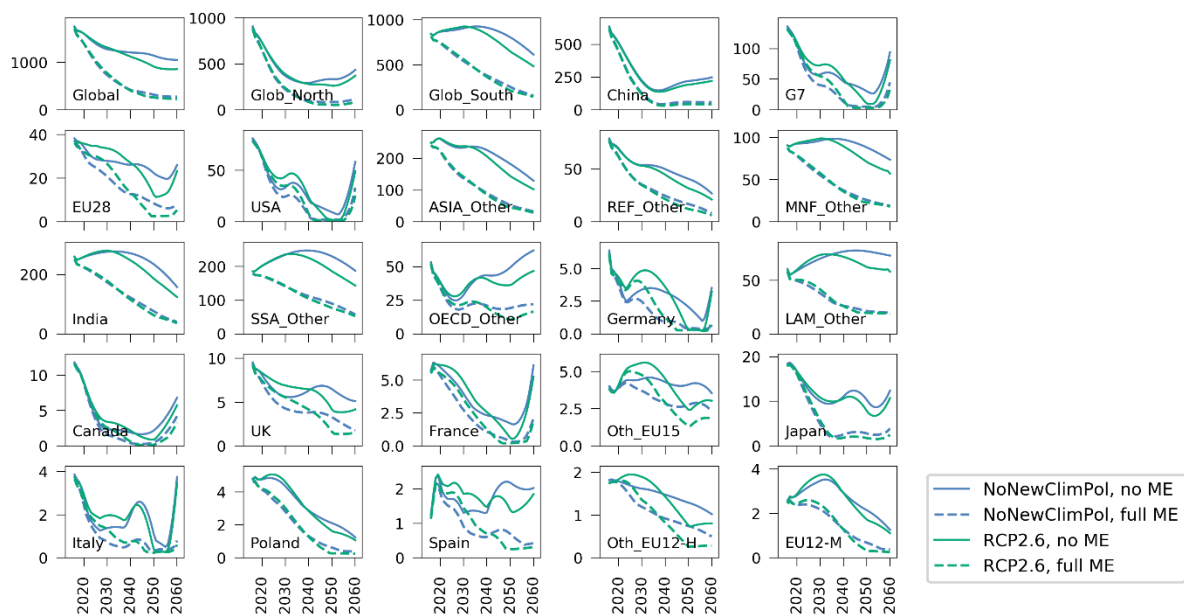 1000
0
Global
1000
500
0
Glob_North
1000
500
0
Glob_South
500
250
0
China
100
50
0
G7
40
20
0
EU28
50
0
USA
200
100
0
ASIA_Other
50
0
REF_Other
100
50
0
MNF_Other
200
0
India
200
100
0
SSA_Other
50
25
0
OECD_Other
5.0
2.5
0.0
Germany
50
0
LAM_Other
10
5
0
Canada
10
5
0
UK
5.0
2.5
0.0
France
5.0
2.5
0.0
Oth_EU15
20
10
0
Japan
4
2
0
Italy
4
2
0
Poland
2
1
0
Spain
2
1
0
Oth_EU12-H
4
2
0
EU12-M
2020 2030 2040 2050 2060
2020 2030 2040 2050 2060
2020 2030 2040 2050 2060
2020 2030 2040 2050 2060
2020 2030 2040 2050 2060
NoNewClimPol, no ME
NoNewClimPol, full ME
RCP2.6, no ME
RCP2.6, full ME